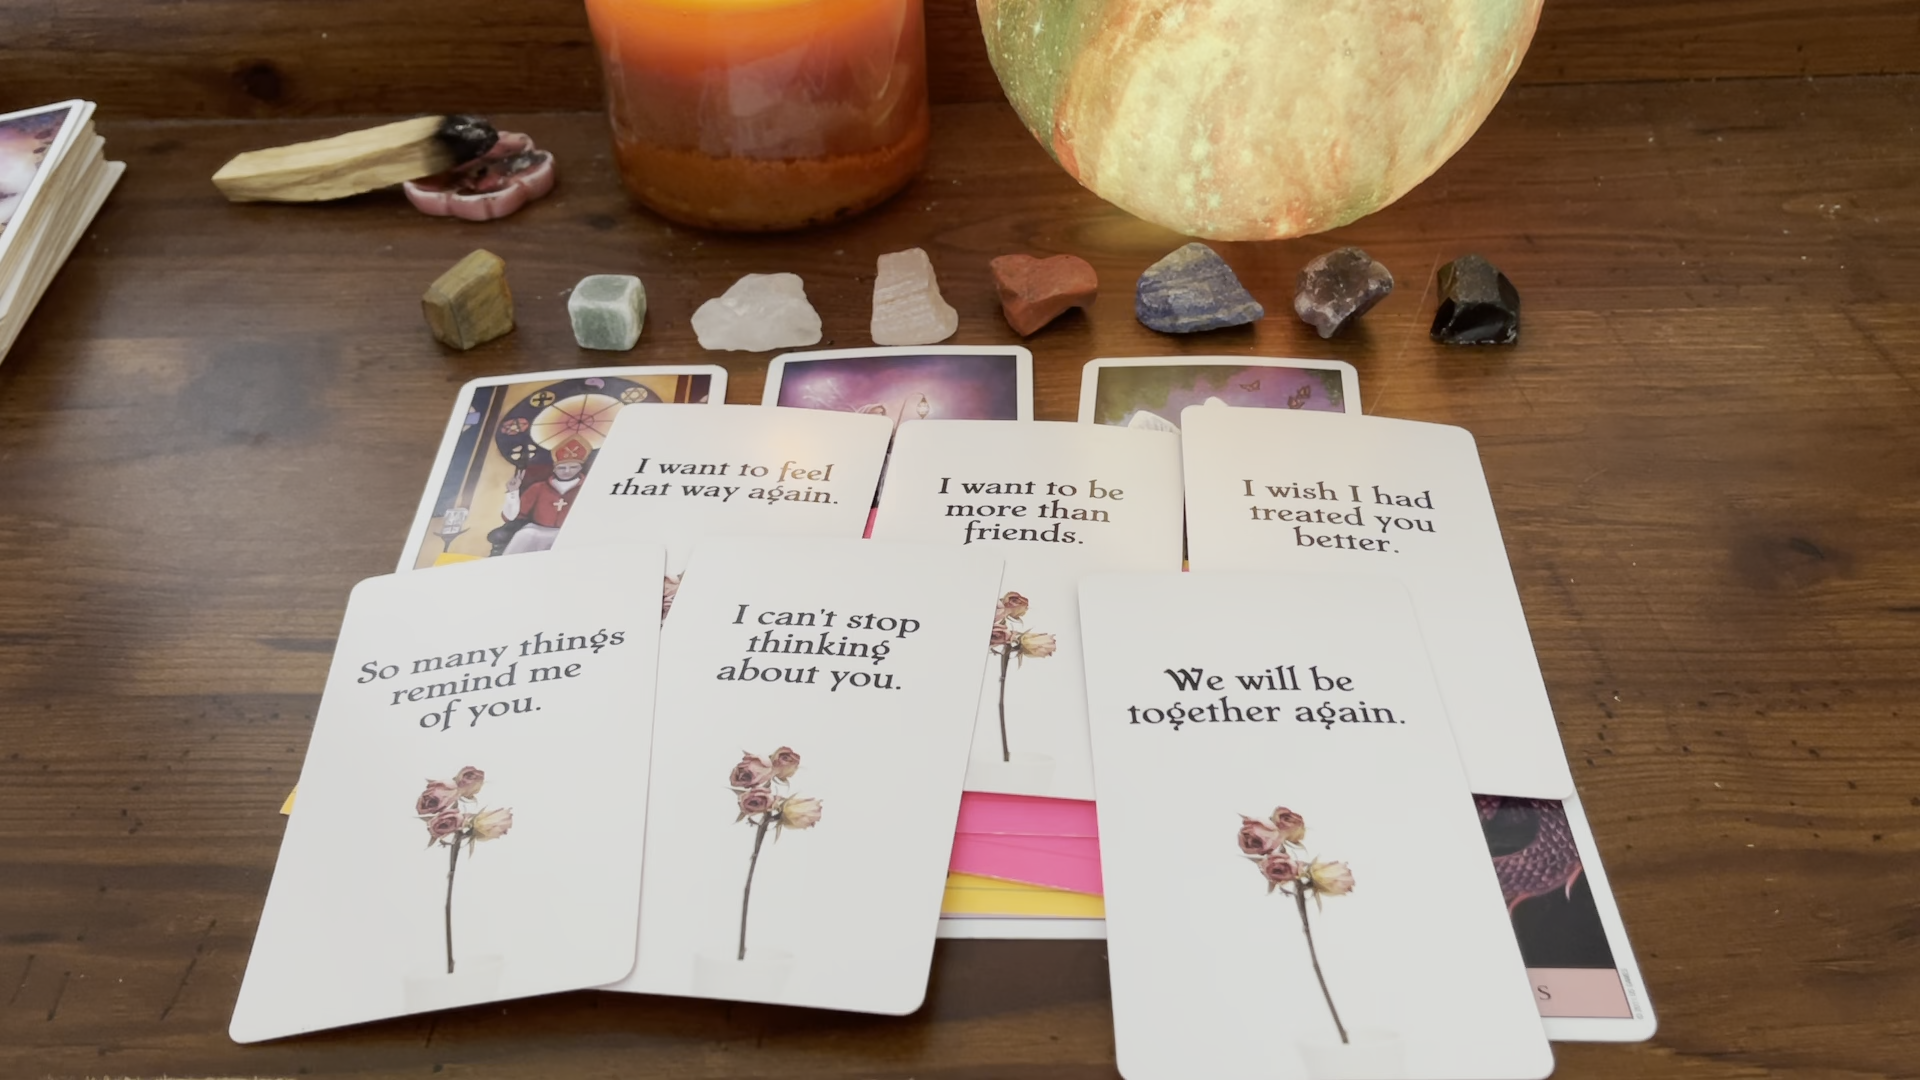 I want to feel
that way again.
I want to be
more than
friends.
I wish I had
treated you
better.
So many things
remind me
of you.
I can't stop
thinking
about you.
We will be
together again.
S